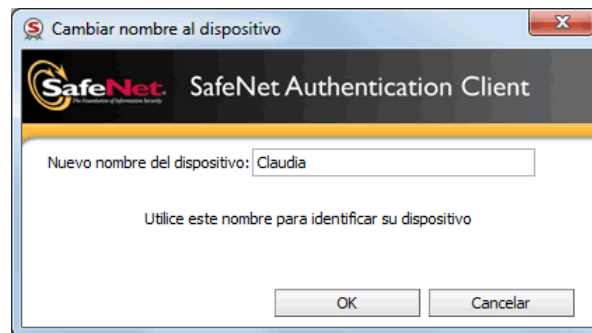 Cambiar nombre al dispositivo
SafeNet.
The Foundation of Information Security
SafeNet Authentication Client
Nuevo nombre del dispositivo: Claudia
Utilice este nombre para identificar su dispositivo
OK Cancelar